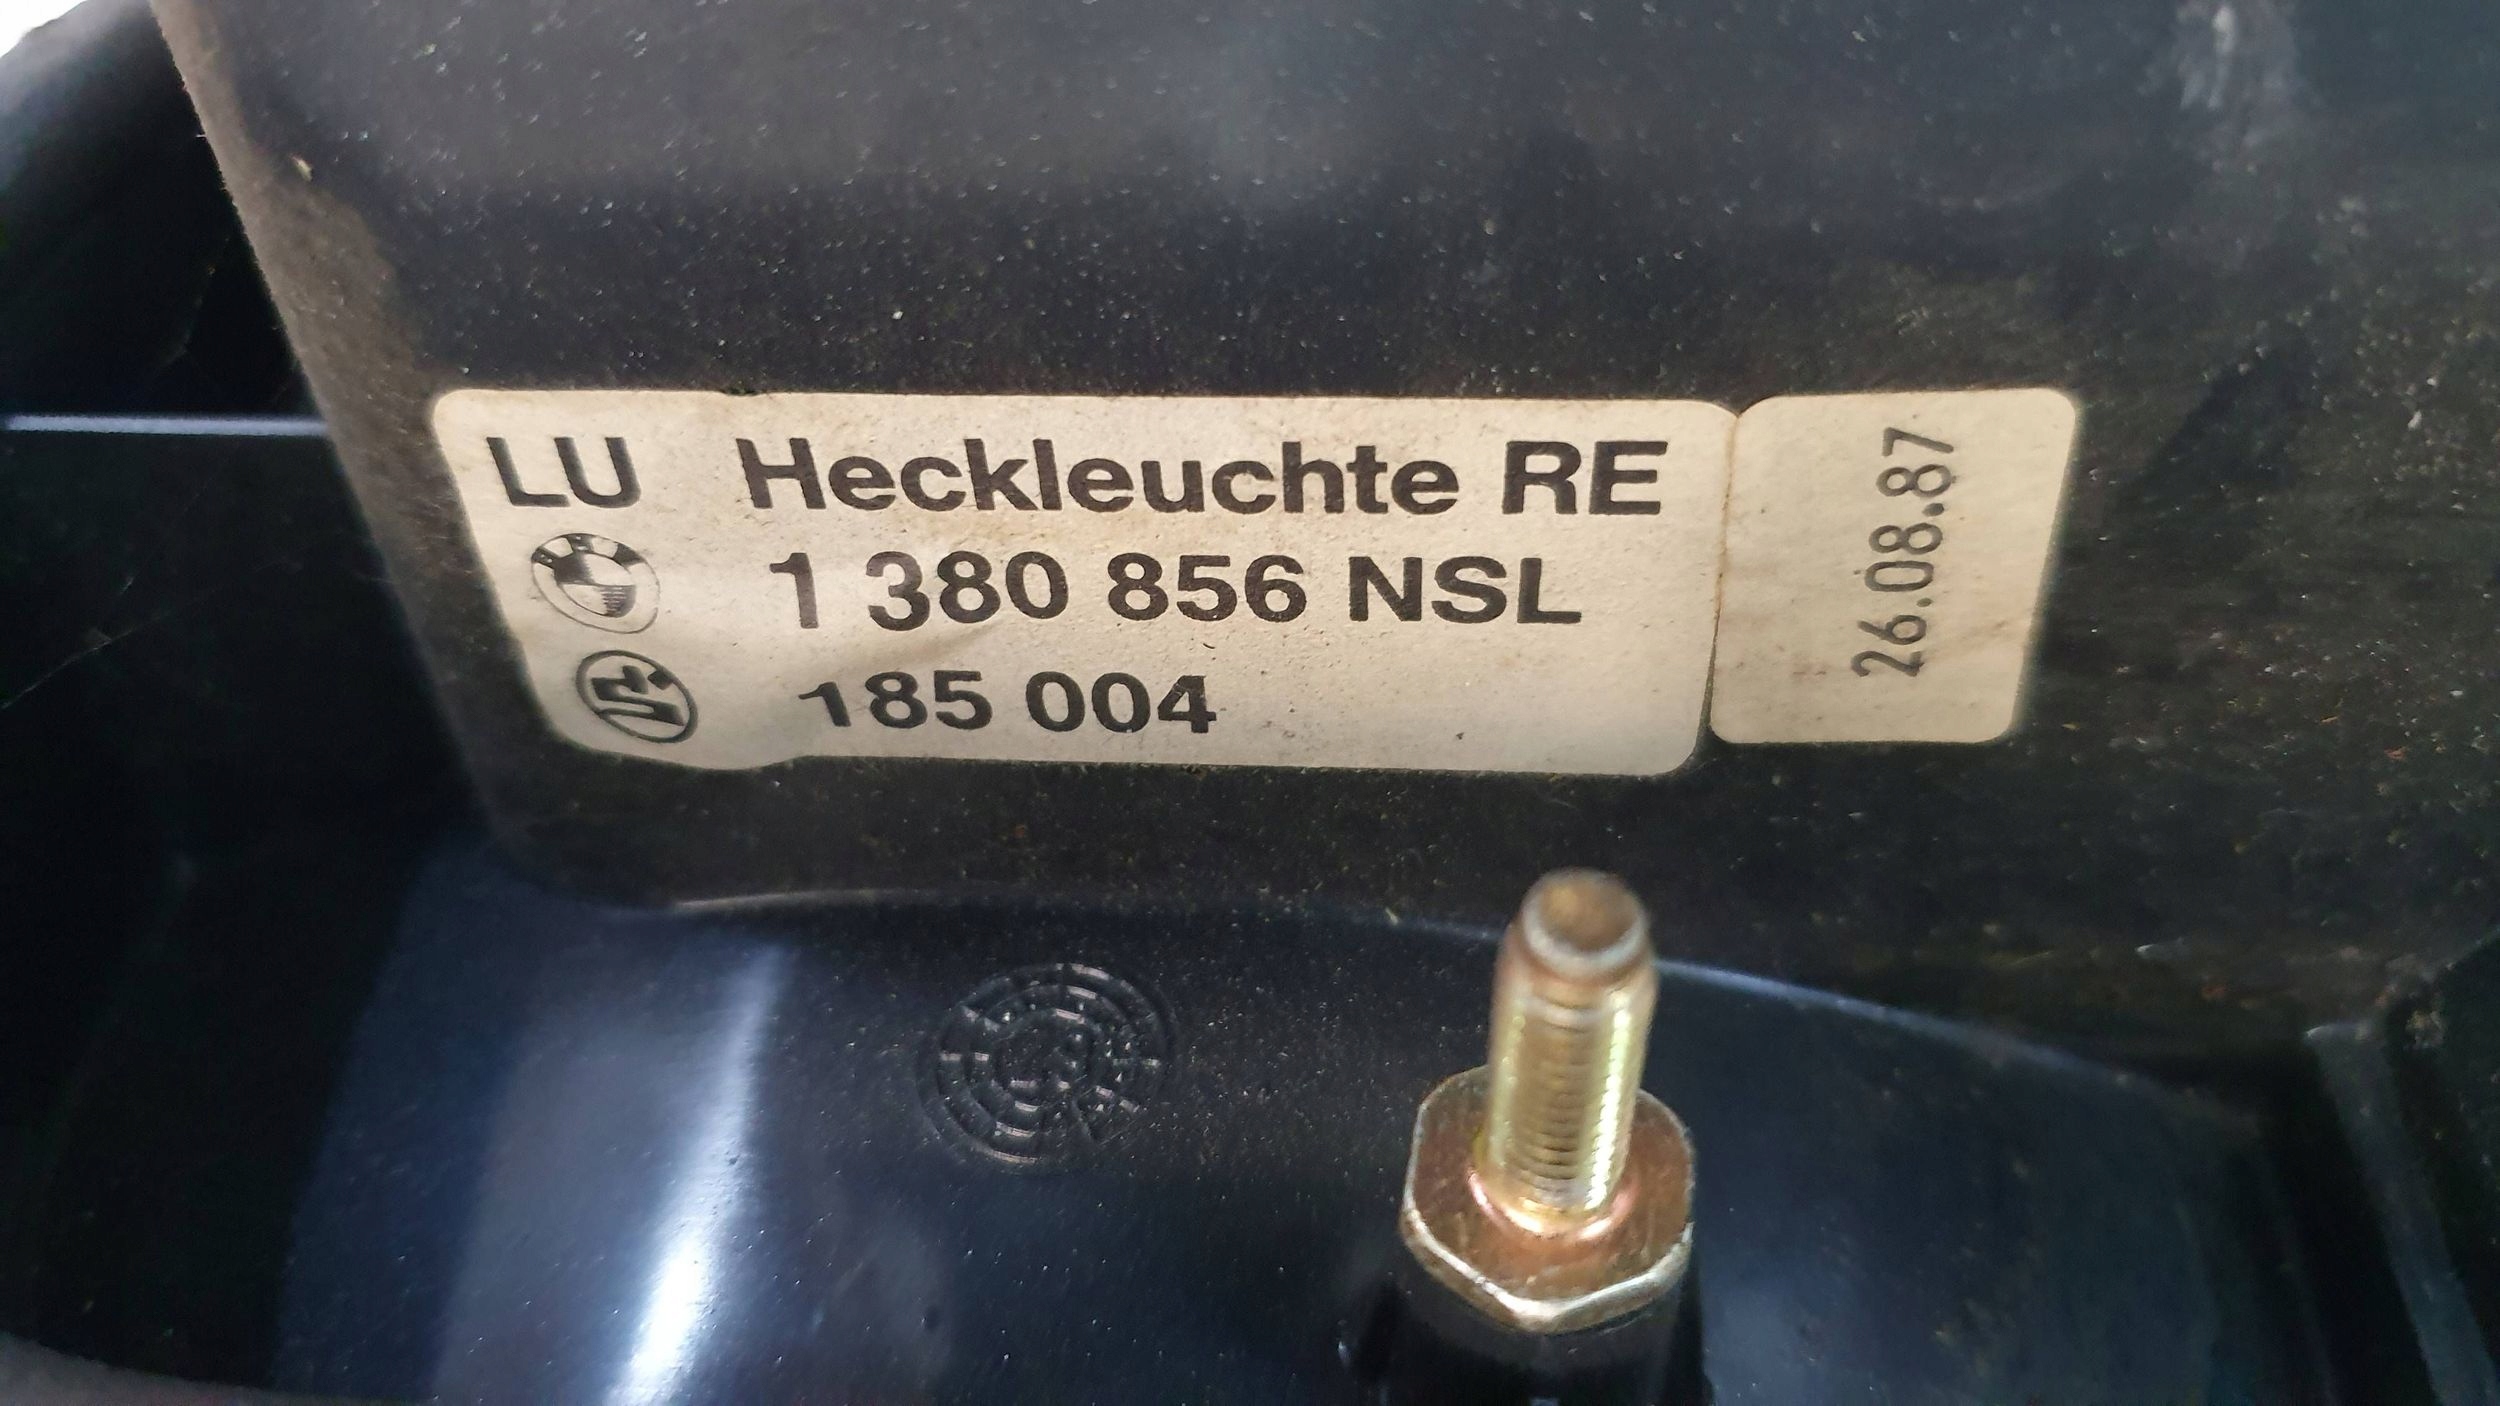 LU Heckleuchte RE
1 380 856 NSL
185 004
26.08.87